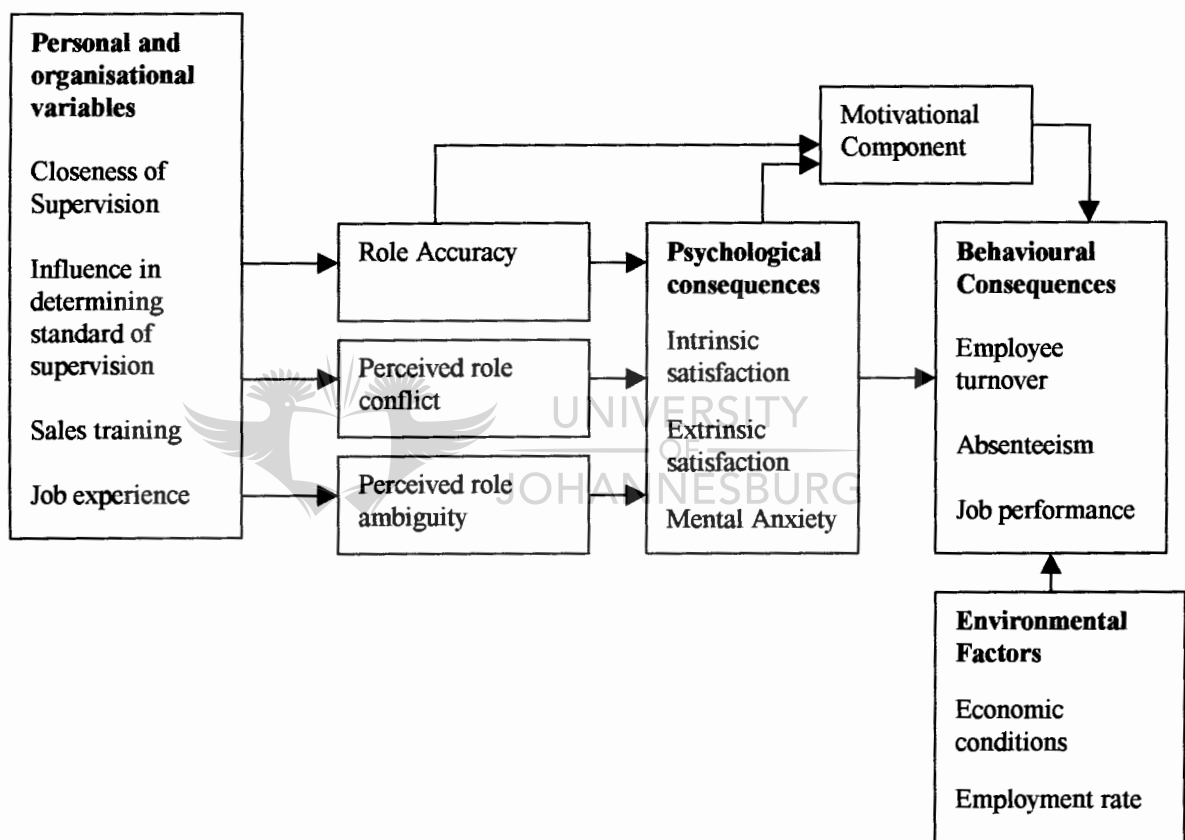 Personal and
organisational
variables
Closeness of
Supervision
Influence in
determining
standard of
supervision
Sales training
Job experience
Role Accuracy
Perceived role
conflict
Perceived role
ambiguity
Psychological
consequences
Intrinsic
satisfaction
Extrinsic
satisfaction
Mental Anxiety
Motivational
Component
Behavioural
Consequences
Employee
turnover
Absenteeism
Job performance
Environmental
Factors
Economic
conditions
Employment rate
UNIVERSITY
OF
JOHANNESBURG